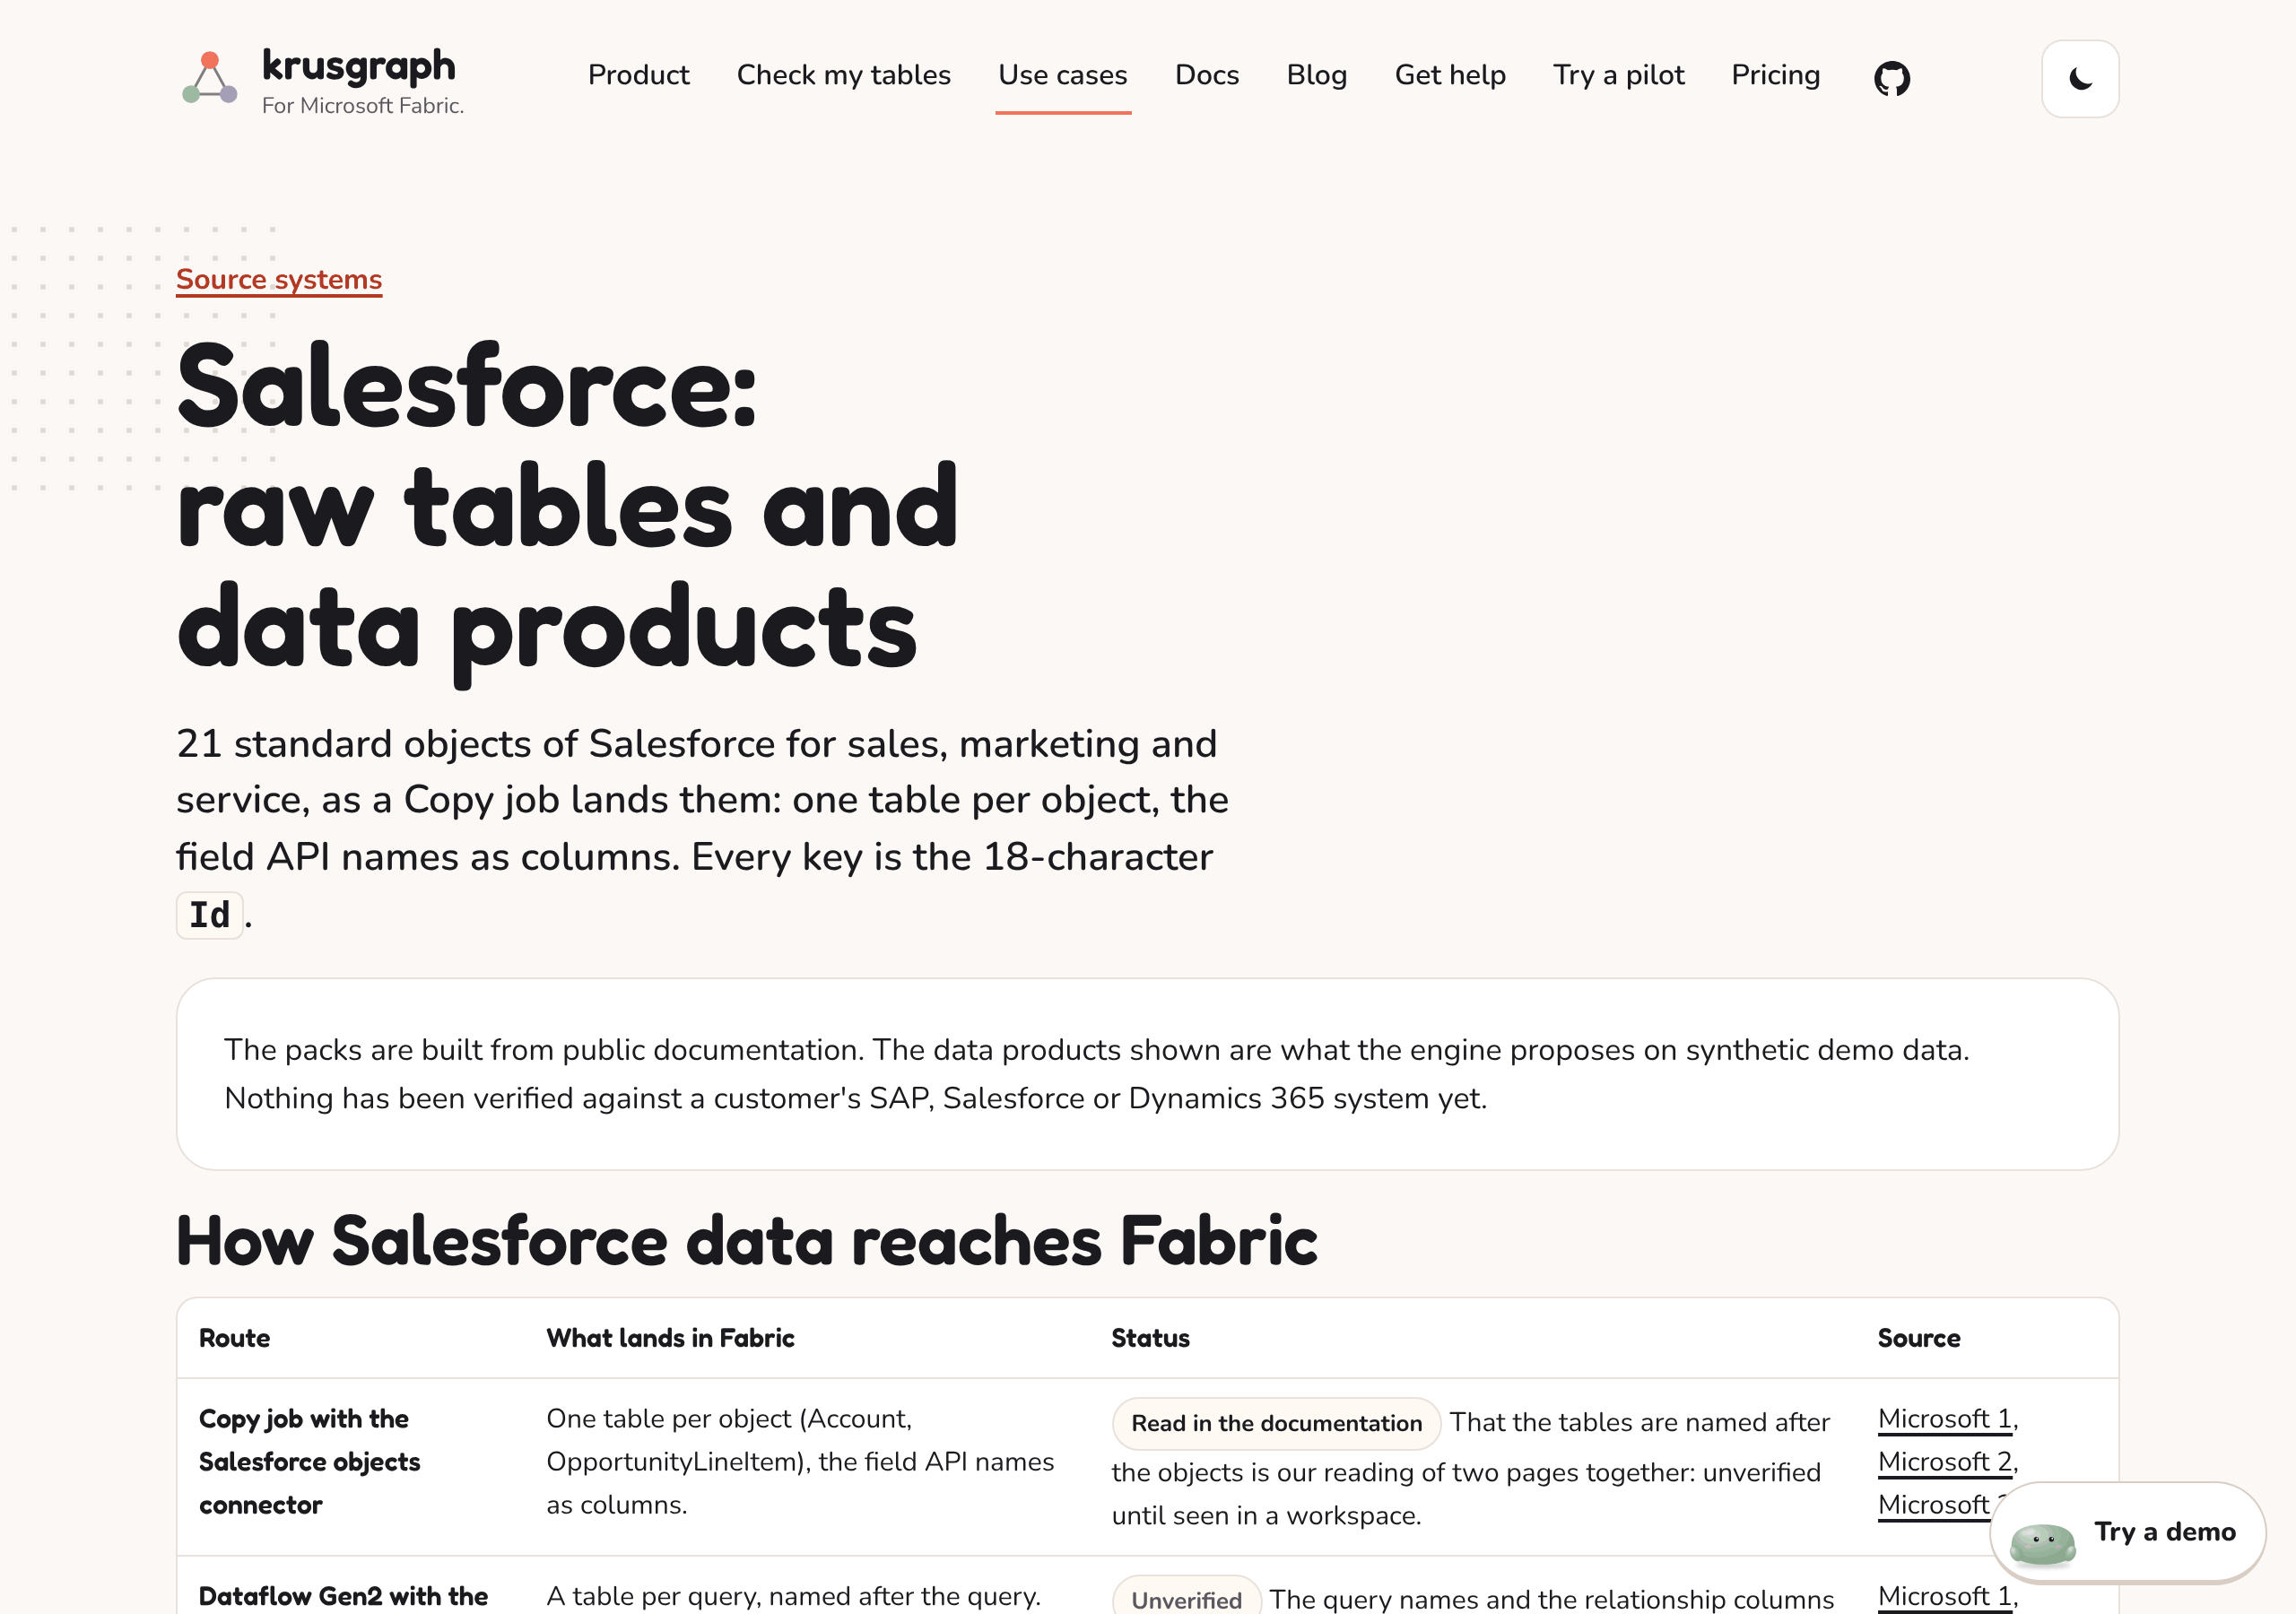 krusgraph
For Microsoft Fabric.
Product
Check my tables
Use cases
Docs
Blog
Get help
Try a pilot
Pricing
Source systems
Salesforce:
raw tables and
data products
21 standard objects of Salesforce for sales, marketing and
service, as a Copy job lands them: one table per object, the
field API names as columns. Every key is the 18-character
Id.
The packs are built from public documentation. The data products shown are what the engine proposes on synthetic demo data.
Nothing has been verified against a customer's SAP, Salesforce or Dynamics 365 system yet.
How Salesforce data reaches Fabric
Route
What lands in Fabric
Status
Source
Copy job with the
Salesforce objects
connector
One table per object (Account,
OpportunityLineItem), the field API names
as columns.
Read in the documentation That the tables are named after
the objects is our reading of two pages together: unverified
until seen in a workspace.
Microsoft 1,
Microsoft 2,
Microsoft
Try a demo
Dataflow Gen2 with the
A table per query, named after the query.
Unverified The query names and the relationship columns
Microsoft 1,